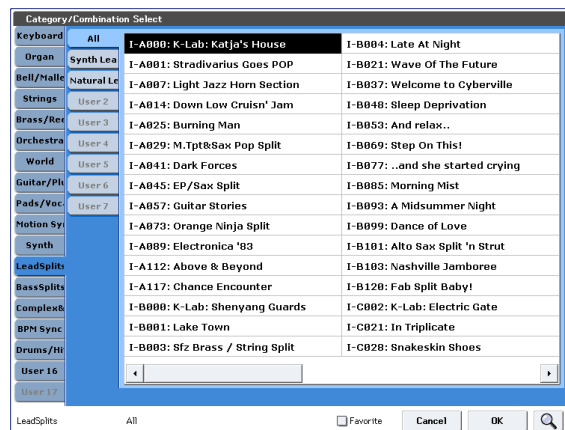 Category/Combination Select
Keyboard
Organ
Bell/Malle
Strings
Brass/Ree
Orchestra
World
Guitar/Plu
Pads/Voc
Motion Syn
Synth
LeadSplits
BassSplits
Complex&
BPM Sync
Drums/Hi
User 16
User 17
All
Synth Lea
Natural Le
User 2
User 3
User 4
User 5
User 6
User 7
I-A000: K-Lab: Katja's House
I-A001: Stradivarius Goes POP
I-A007: Light Jazz Horn Section
I-A014: Down Low Cruisn' Jam
I-A025: Burning Man
I-A029: M.Tpt&Sax Pop Split
I-A041: Dark Forces
I-A045: EP/Sax Split
I-A057: Guitar Stories
I-A073: Orange Ninja Split
I-A089: Electronica '83
I-A112: Above & Beyond
I-A117: Chance Encounter
I-B000: K-Lab: Shenyang Guards
I-B001: Lake Town
I-B003: Sfz Brass / String Split
I-B004: Late At Night
I-B021: Wave Of The Future
I-B037: Welcome to Cyberville
I-B048: Sleep Deprivation
I-B053: And relax..
I-B069: Step On This!
I-B077: ..and she started crying
I-B085: Morning Mist
I-B093: A Midsummer Night
I-B099: Dance of Love
I-B101: Alto Sax Split 'n Strut
I-B103: Nashville Jamboree
I-B120: Fab Split Baby!
I-C002: K-Lab: Electric Gate
I-C021: In Triplicate
I-C028: Snakeskin Shoes
LeadSplits All Favorite Cancel OK